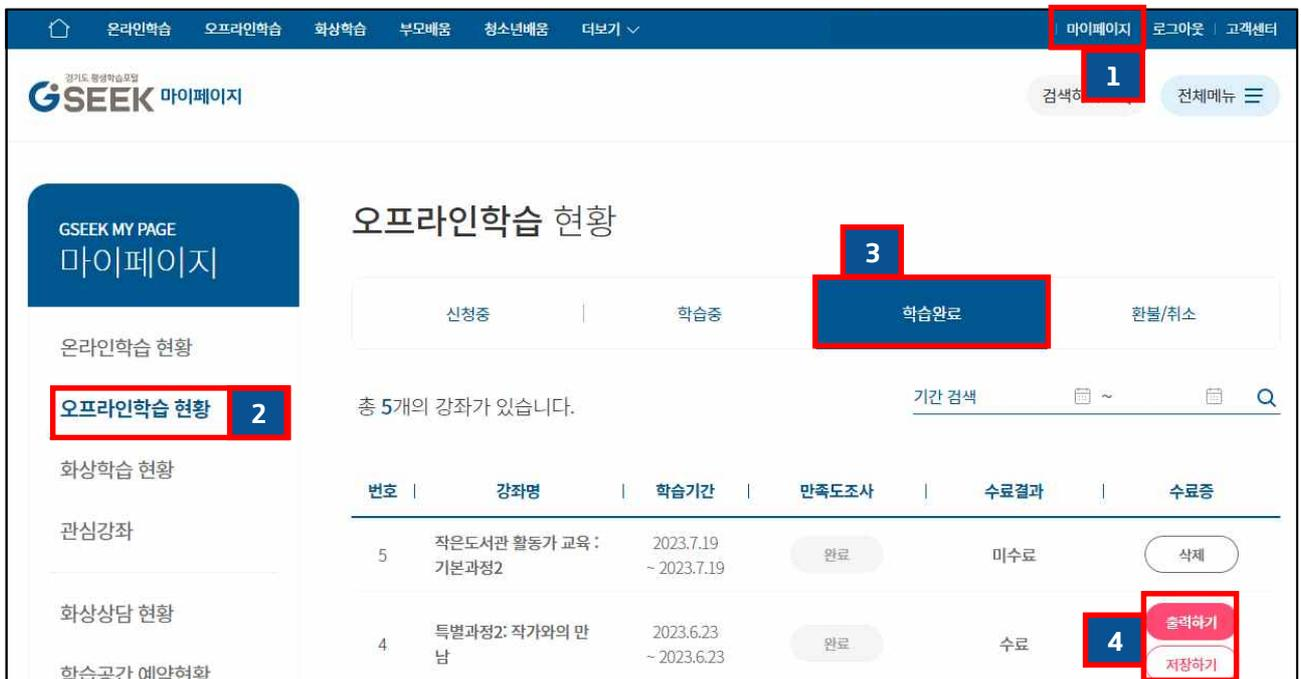 온라인학습 오프라인학습 화상학습 부모배움 청소년배움 더보기 마이페이지 로그아웃 고객센터
1
경기도 평생학습포털
GSEEK 마이페이지
검색하 전체메뉴
GSEEK MY PAGE
마이페이지
온라인학습 현황
오프라인학습 현황 2
화상학습 현황
관심강좌
화상상담 현황
학습공간 예약현황
오프라인학습 현황
3
신청중 학습중 학습완료 환불/취소
총 5개의 강좌가 있습니다. 기간 검색 ~
번호 강좌명 학습기간 만족도조사 수료결과 수료증
5 작은도서관 활동가 교육 : 기본과정2 2023.7.19 ~ 2023.7.19 완료 미수료 삭제
4 특별과정2: 작가와의 만남 2023.6.23 ~ 2023.6.23 완료 수료 4 출력하기
저장하기